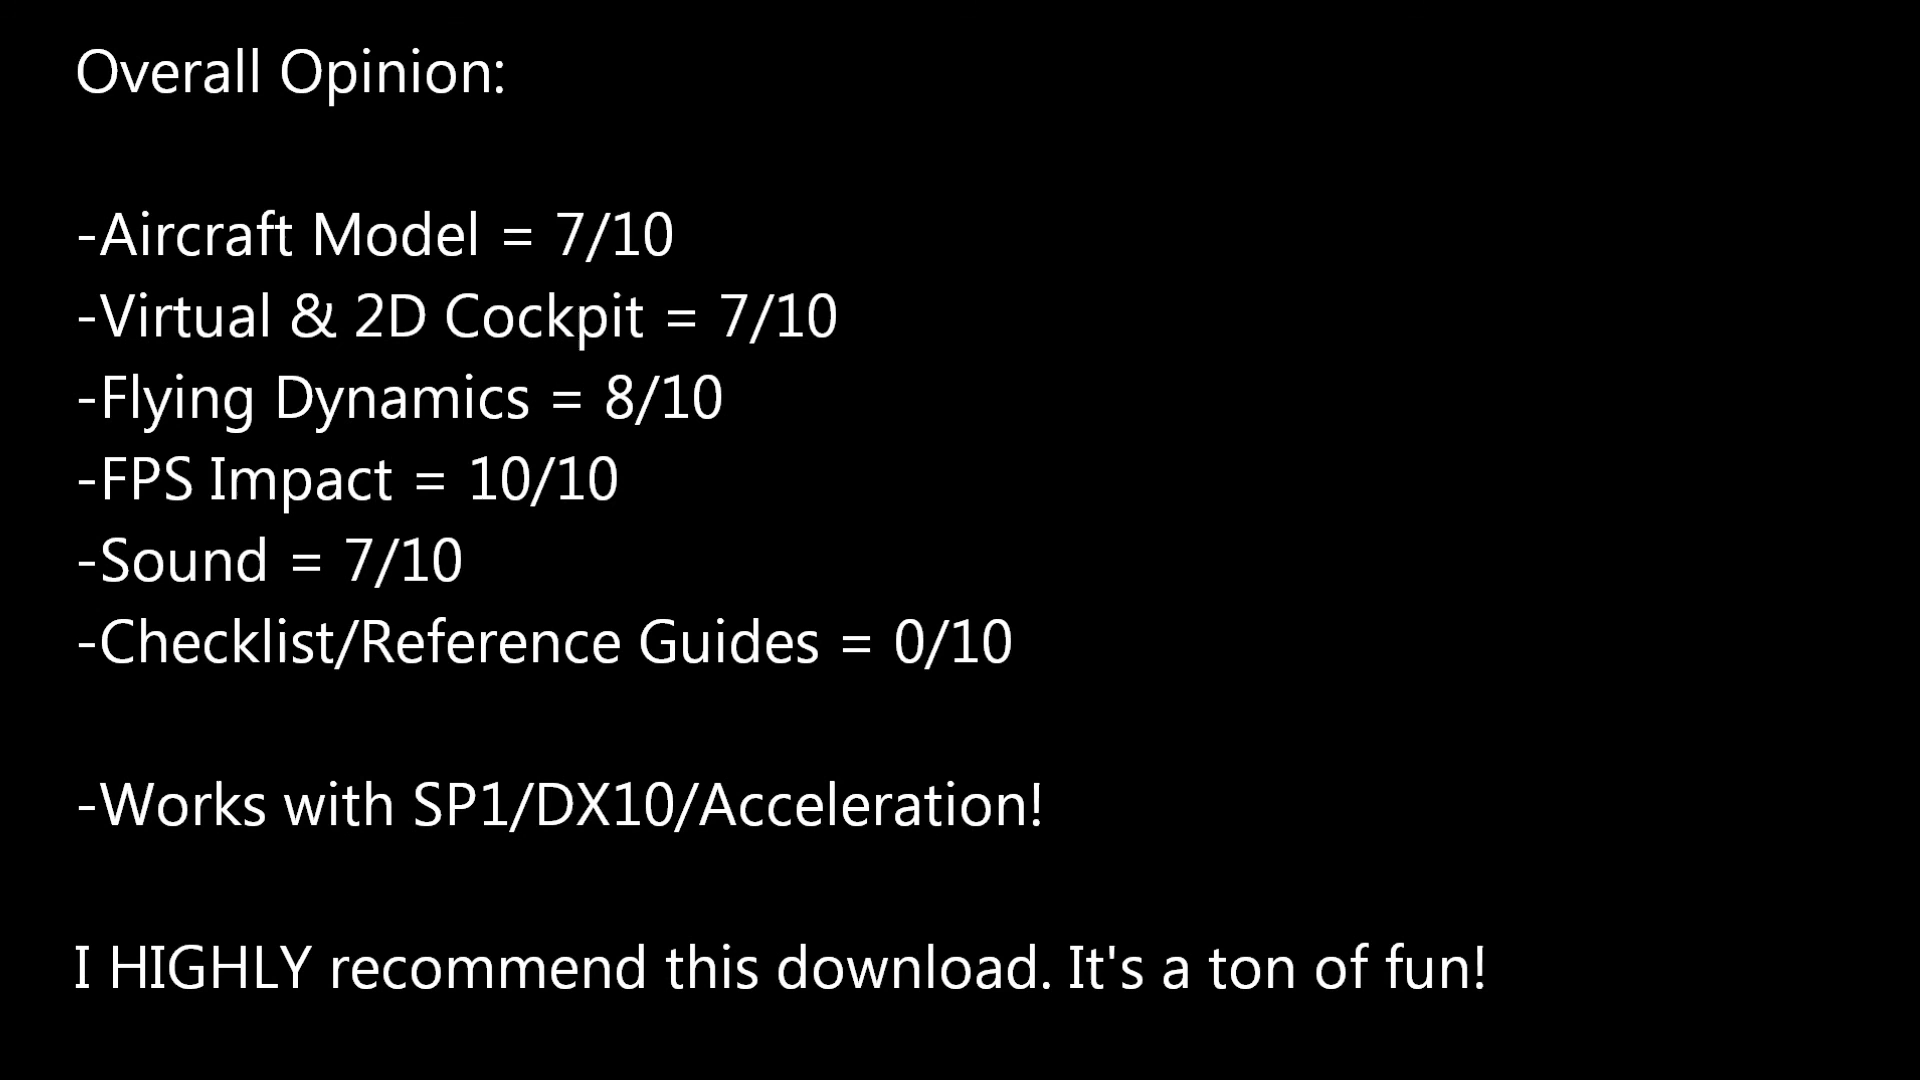 Overall Opinion:
-Aircraft Model = 7/10
-Virtual & 2D Cockpit = 7/10
-Flying Dynamics = 8/10
-FPS Impact = 10/10
-Sound = 7/10
-Checklist/Reference Guides = 0/10
-Works with SP1/DX10/Acceleration!
I HIGHLY recommend this download. It's a ton of fun!